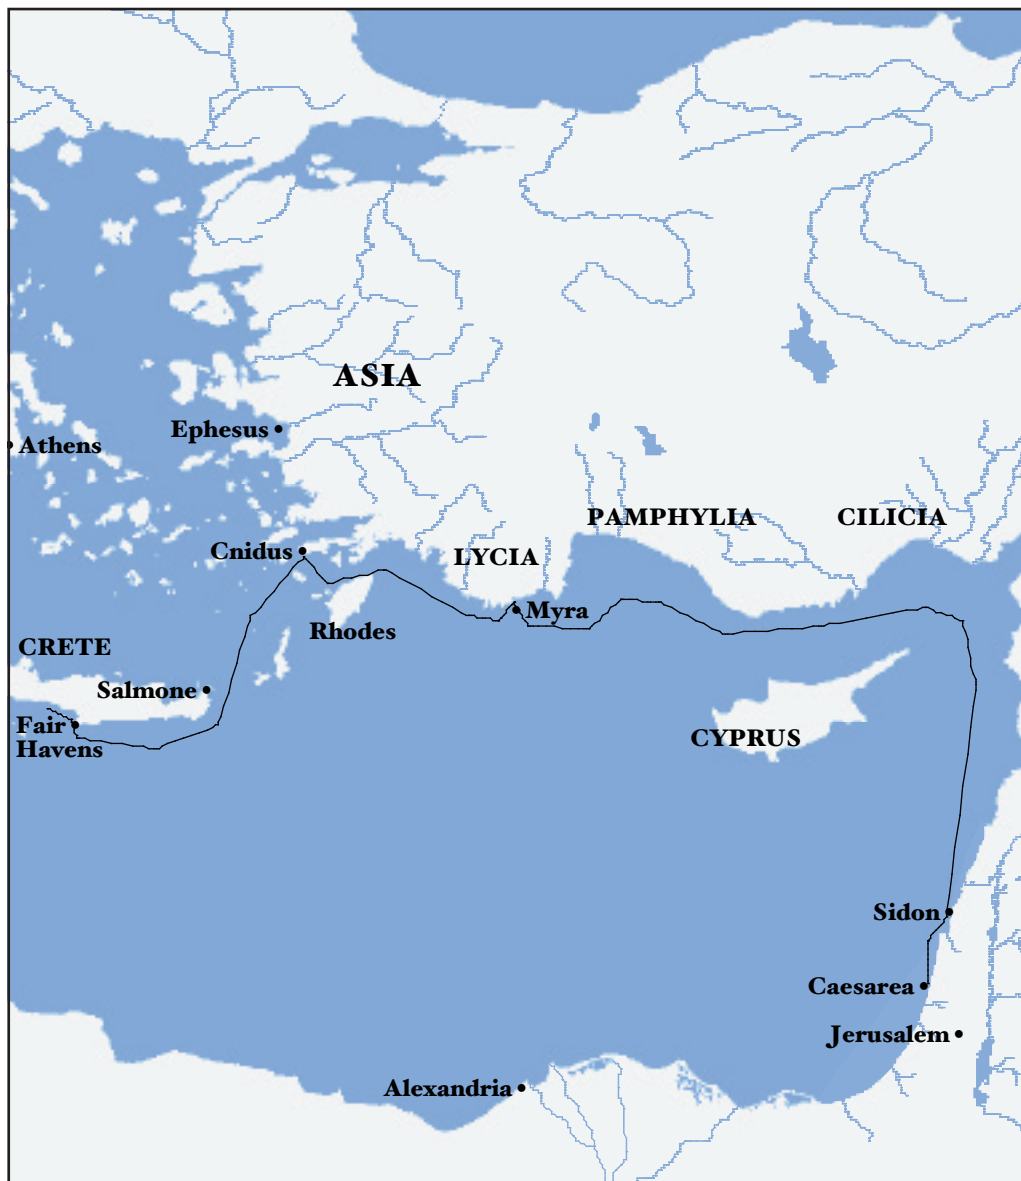 ASIA
Ephesus
Athens
PAMPHYLIA
CILICIA
Cnidus
LYCIA
Myra
Rhodes
CRETE
Salmone
Fair
Havens
CYPRUS
Sidon
Caesarea
Jerusalem
Alexandria